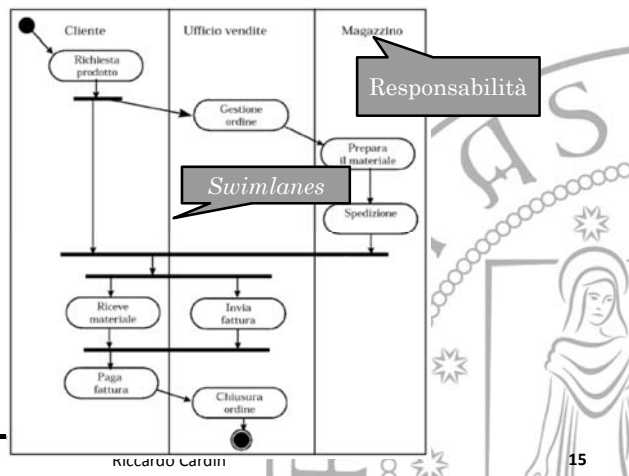 Cliente
Ufficio vendite
Magazzino
Richiesta
prodotto
Responsabilità
Gestione
ordine
Prepara
il materiale
Swimlanes
Spedizione
Riceve
materiale
Invia
fattura
Paga
fattura
Chiusura
ordine
Riccardo Cardin
15
A S